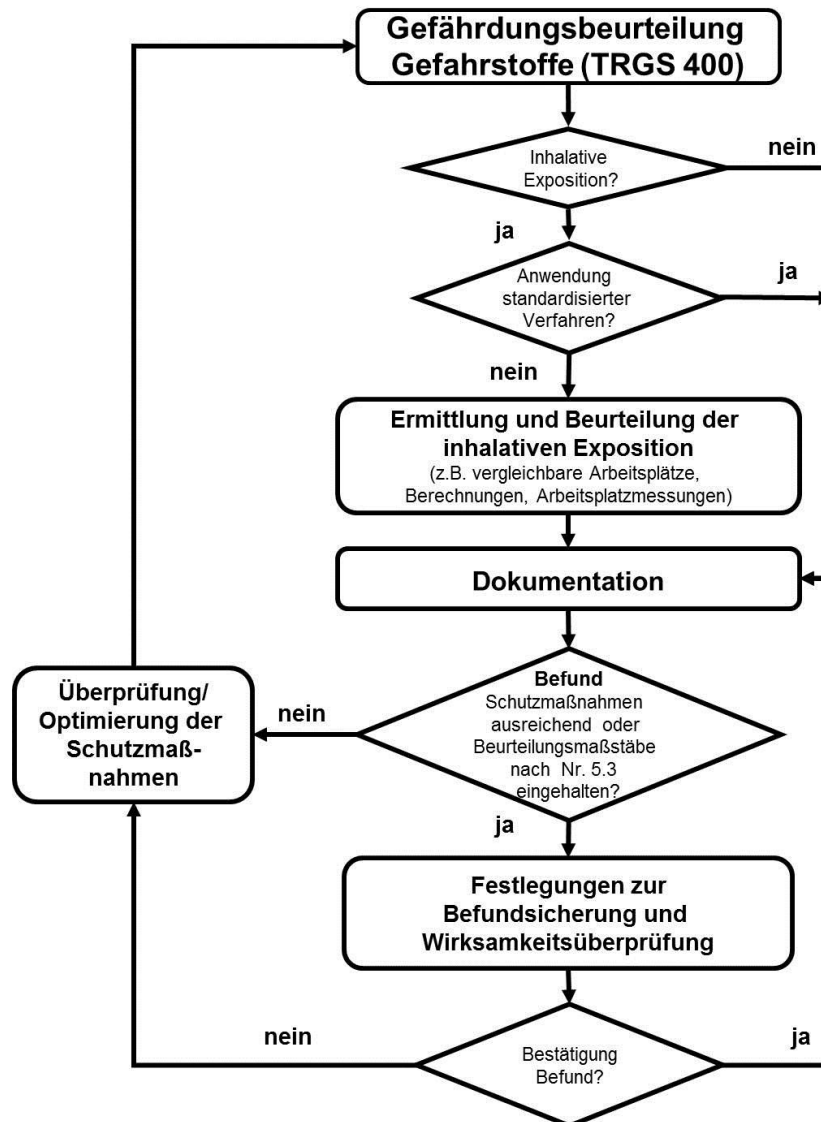 Gefährdungsbeurteilung
Gefahrstoffe (TRGS 400)
Inhalative
Exposition?
nein
ja
Anwendung
standardisierter
Verfahren?
ja
nein
Ermittlung und Beurteilung der
inhalativen Exposition
(z.B. vergleichbare Arbeitsplätze,
Berechnungen, Arbeitsplatzmessungen)
Dokumentation
Befund
Schutzmaßnahmen
ausreichend oder
Beurteilungsmaßstäbe
nach Nr. 5.3
eingehalten?
nein
Überprüfung/
Optimierung der
Schutzmaß-
nahmen
ja
Festlegungen zur
Befundsicherung und
Wirksamkeitsüberprüfung
Bestätigung
Befund?
nein
ja